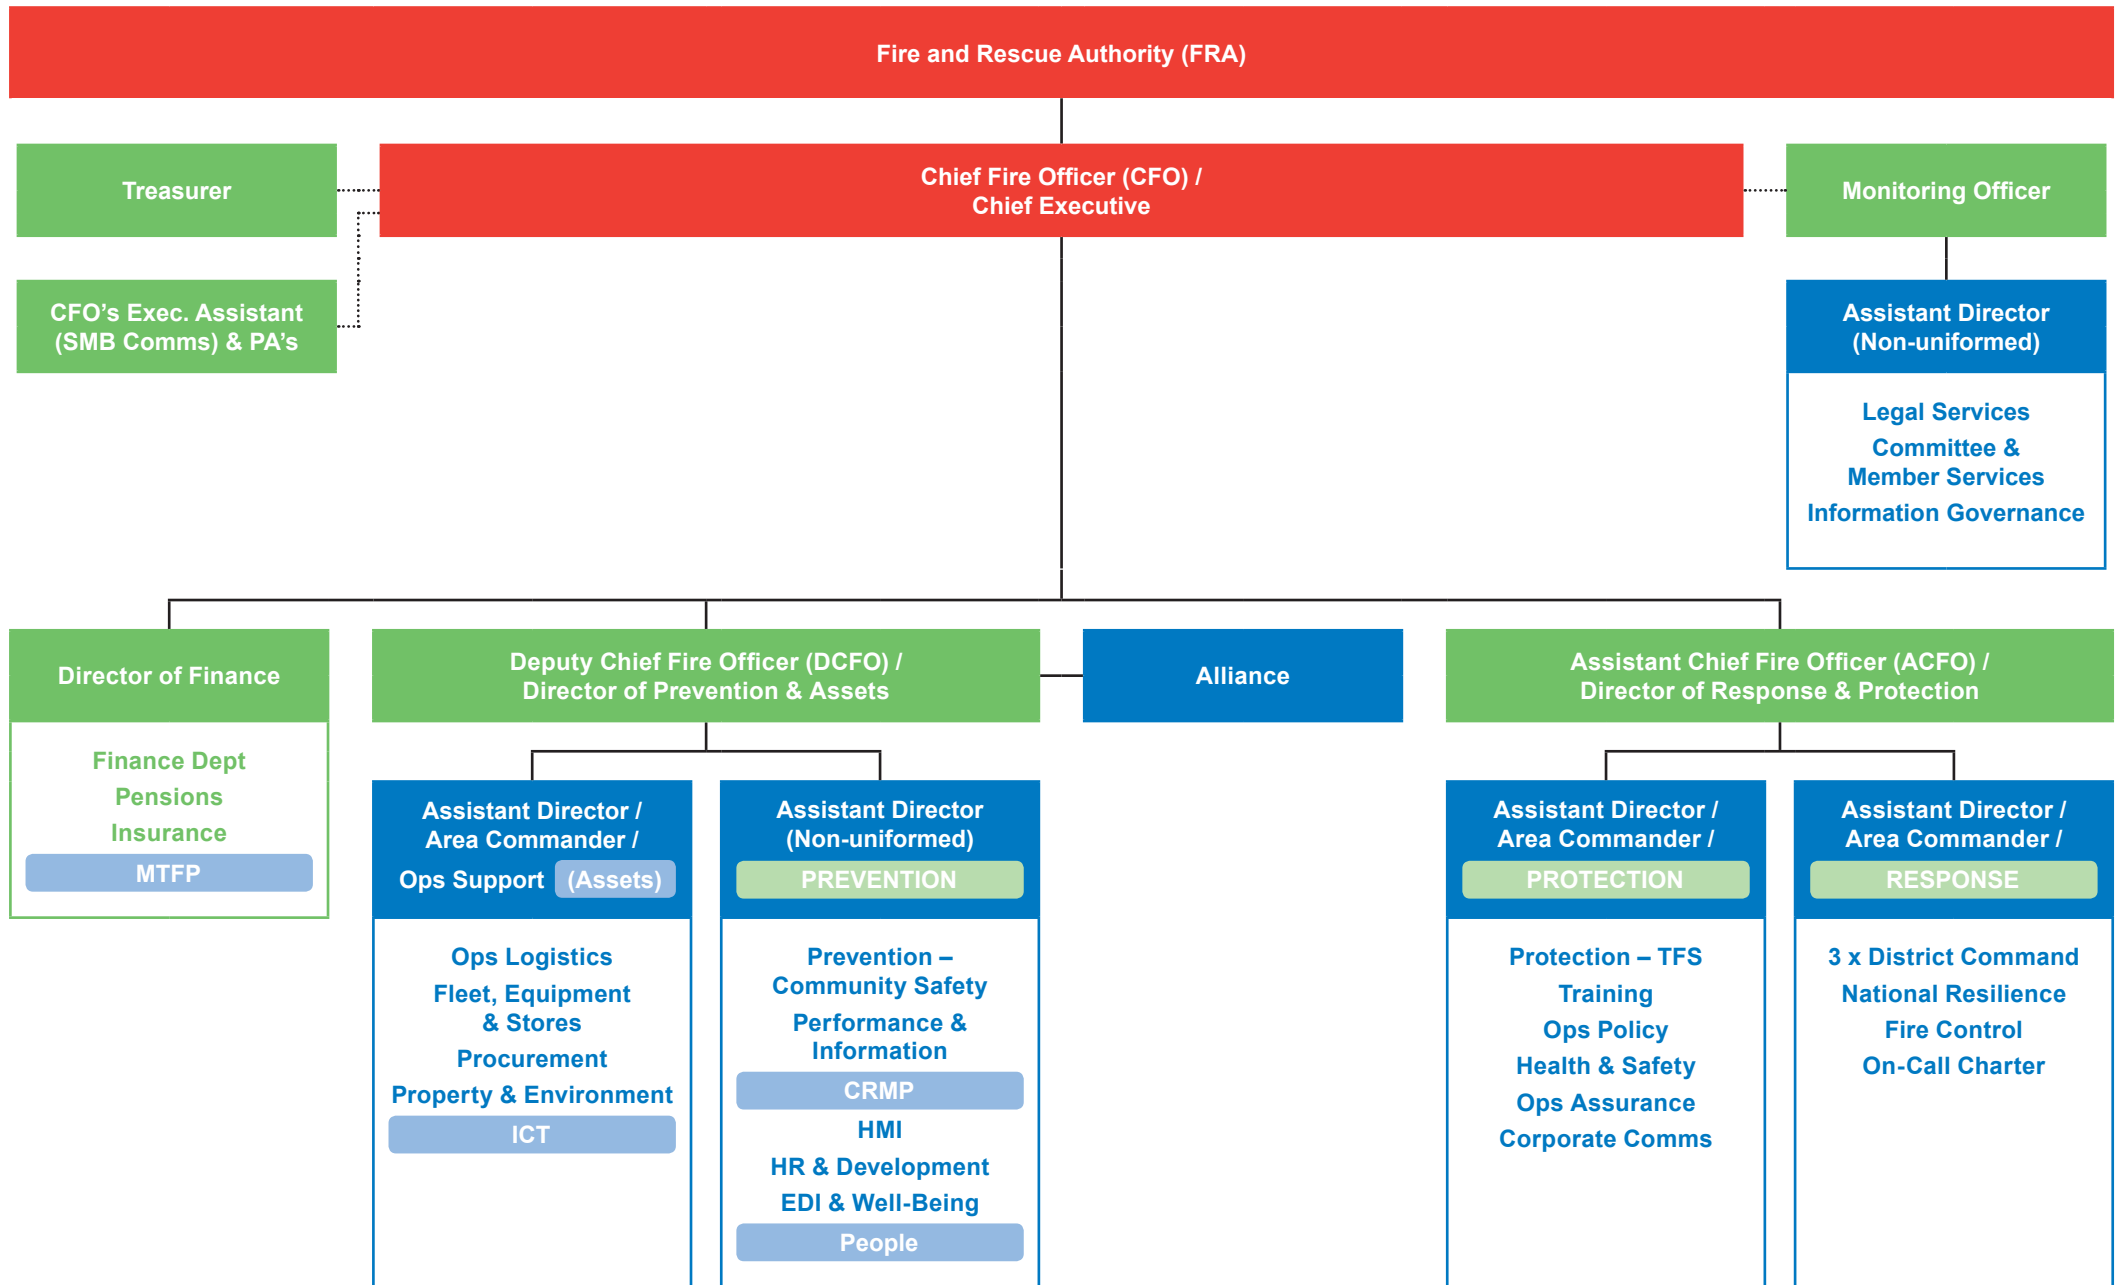 Fire and Rescue Authority (FRA)
Treasurer
Chief Fire Officer (CFO) /
Chief Executive
Monitoring Officer
CFO’s Exec. Assistant
(SMB Comms) & PA’s
Assistant Director
(Non-uniformed)
Legal Services
Committee &
Member Services
Information Governance
Director of Finance
Finance Dept
Pensions
Insurance
MTFP
Deputy Chief Fire Officer (DCFO) /
Director of Prevention & Assets
Alliance
Assistant Chief Fire Officer (ACFO) /
Director of Response & Protection
Assistant Director /
Area Commander /
Ops Support (Assets)
Ops Logistics
Fleet, Equipment
& Stores
Procurement
Property & Environment
ICT
Assistant Director
(Non-uniformed)
PREVENTION
Prevention –
Community Safety
Performance &
Information
CRMP
HMI
HR & Development
EDI & Well-Being
People
Assistant Director /
Area Commander /
PROTECTION
Protection – TFS
Training
Ops Policy
Health & Safety
Ops Assurance
Corporate Comms
Assistant Director /
Area Commander /
RESPONSE
3 x District Command
National Resilience
Fire Control
On-Call Charter